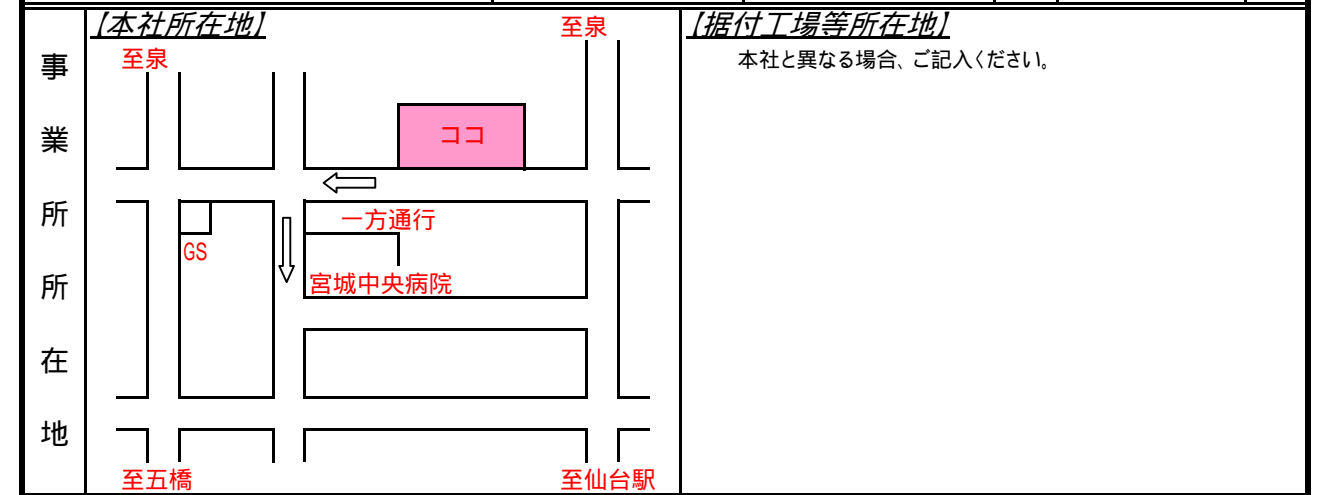 事業所所在地
【本社所在地】
至泉
至泉
ココ
一方通行
GS
宮城中央病院
至五橋
至仙台駅
【据付工場等所在地】
本社と異なる場合、ご記入ください。